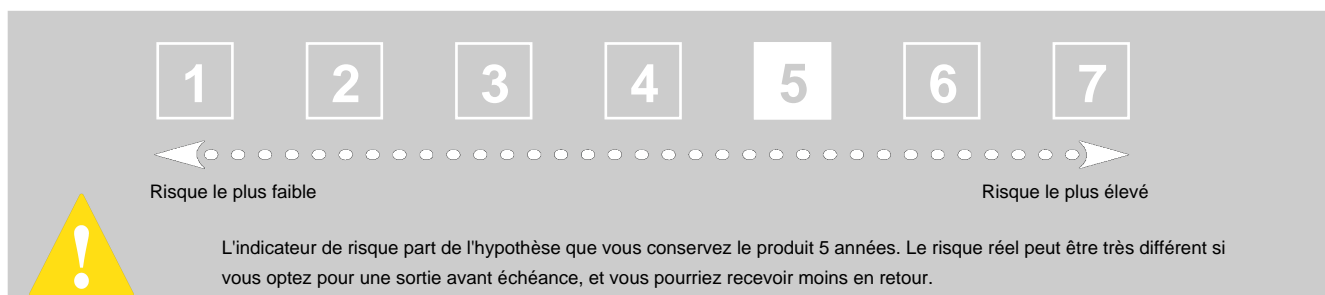 1 2 3 4 5 6 7
Risque le plus faible Risque le plus élevé
!
L'indicateur de risque part de l'hypothèse que vous conservez le produit 5 années. Le risque réel peut être très différent si
vous optez pour une sortie avant échéance, et vous pourriez recevoir moins en retour.